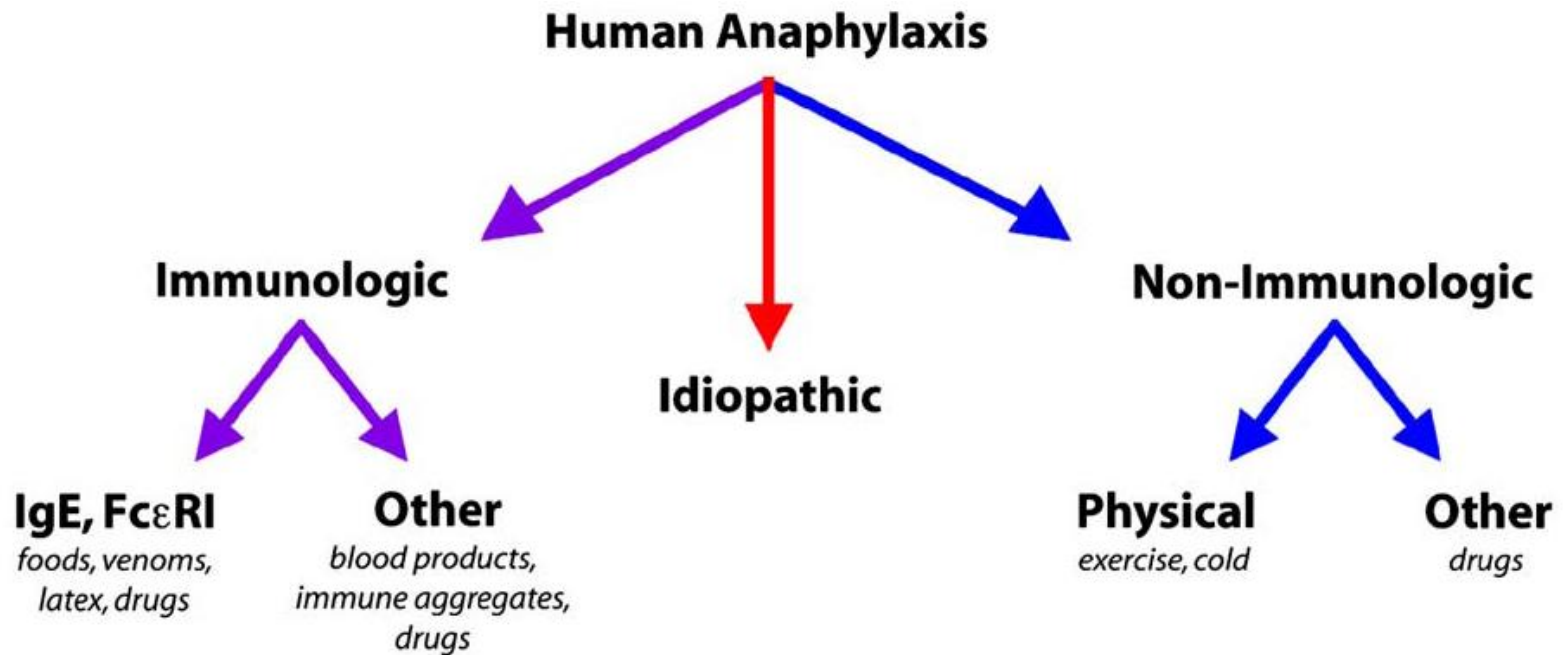 Human Anaphylaxis
Immunologic
Non-Immunologic
Idiopathic
IgE, FcεRI
foods, venoms,
latex, drugs
Other
blood products,
immune aggregates,
drugs
Physical
exercise, cold
Other
drugs